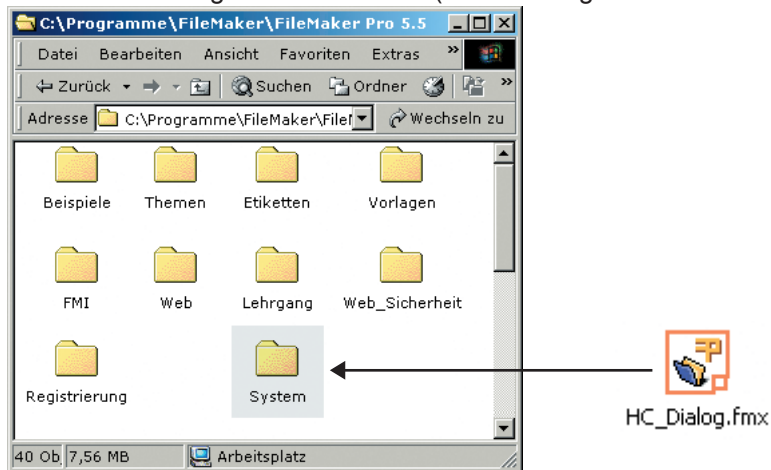 C:\Programme\FileMaker\FileMaker Pro 5.5
Datei Bearbeiten Ansicht Favoriten Extras »
Zurück Suchen Ordner »
Adresse C:\Programme\FileMaker\File Wechseln zu
Beispiele Themen Etiketten Vorlagen
FMI Web Lehrgang Web_Sicherheit
Registrierung System
HC_Dialog.fmx
40 Ob. 7,56 MB Arbeitsplatz